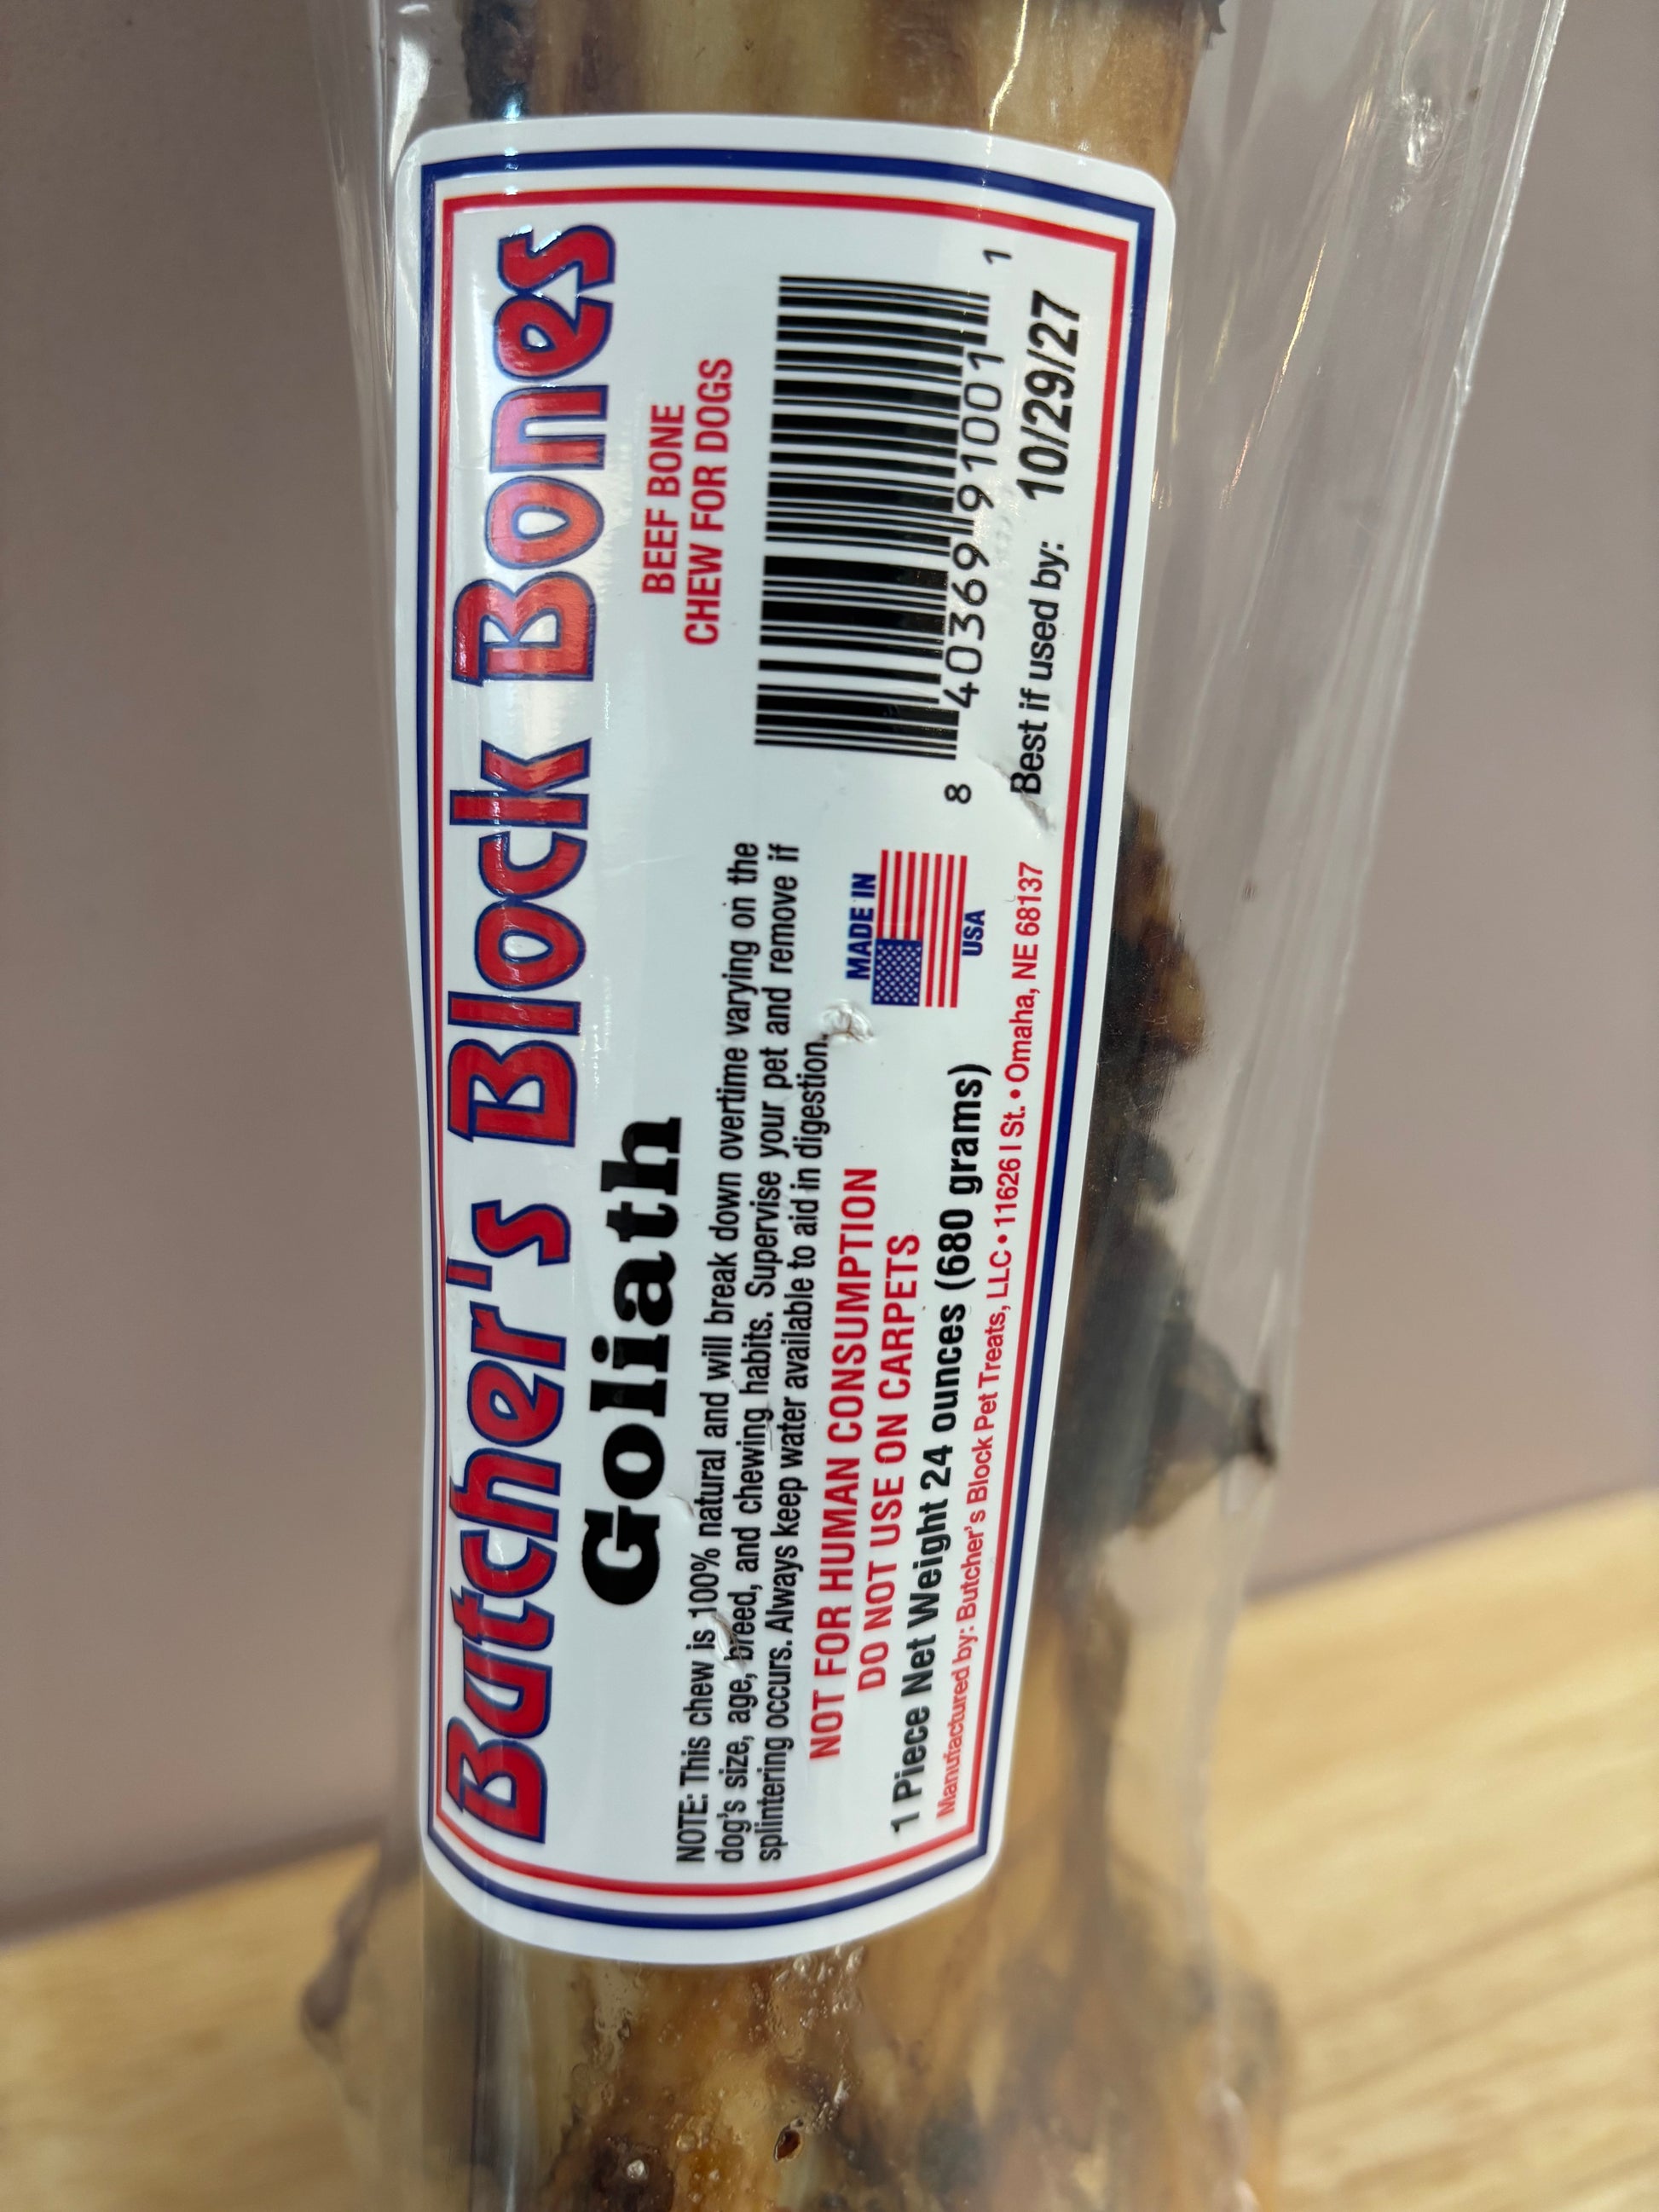 Butcher's Block Bones
Goliath
BEEF BONE
CHEW FOR DOGS
NOTE: This chew is 100% natural and will break down overtime varying on the
dog's size, age, breed, and chewing habits. Supervise your pet and remove if
splintering occurs. Always keep water available to aid in digestion.
NOT FOR HUMAN CONSUMPTION
DO NOT USE ON CARPETS
1 Piece Net Weight 24 ounces (680 grams)
Manufactured by: Butcher's Block Pet Treats, LLC • 11626 I St. • Omaha, NE 68137
MADE IN
USA
8 40369 91001 1
Best if used by: 10/29/27